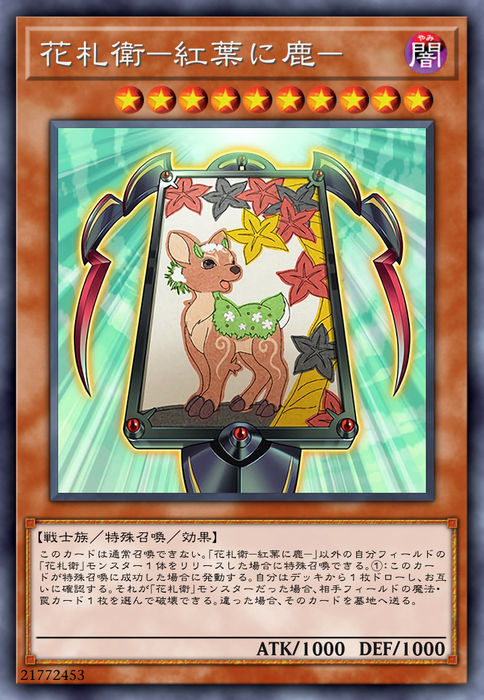 花札衛－紅葉に鹿－
やみ
闇
【戦士族／特殊召喚／効果】
このカードは通常召喚できない。「花札衛－紅葉に鹿－」以外の自分フィールドの
「花札衛」モンスター１体をリリースした場合に特殊召喚できる。①：このカー
ドが特殊召喚に成功した場合に発動する。自分はデッキから１枚ドローし、お互
いに確認する。それが「花札衛」モンスターだった場合、相手フィールドの魔法・
罠カード１枚を選んで破壊できる。違った場合、そのカードを墓地へ送る。
ATK/1000 DEF/1000
21772453